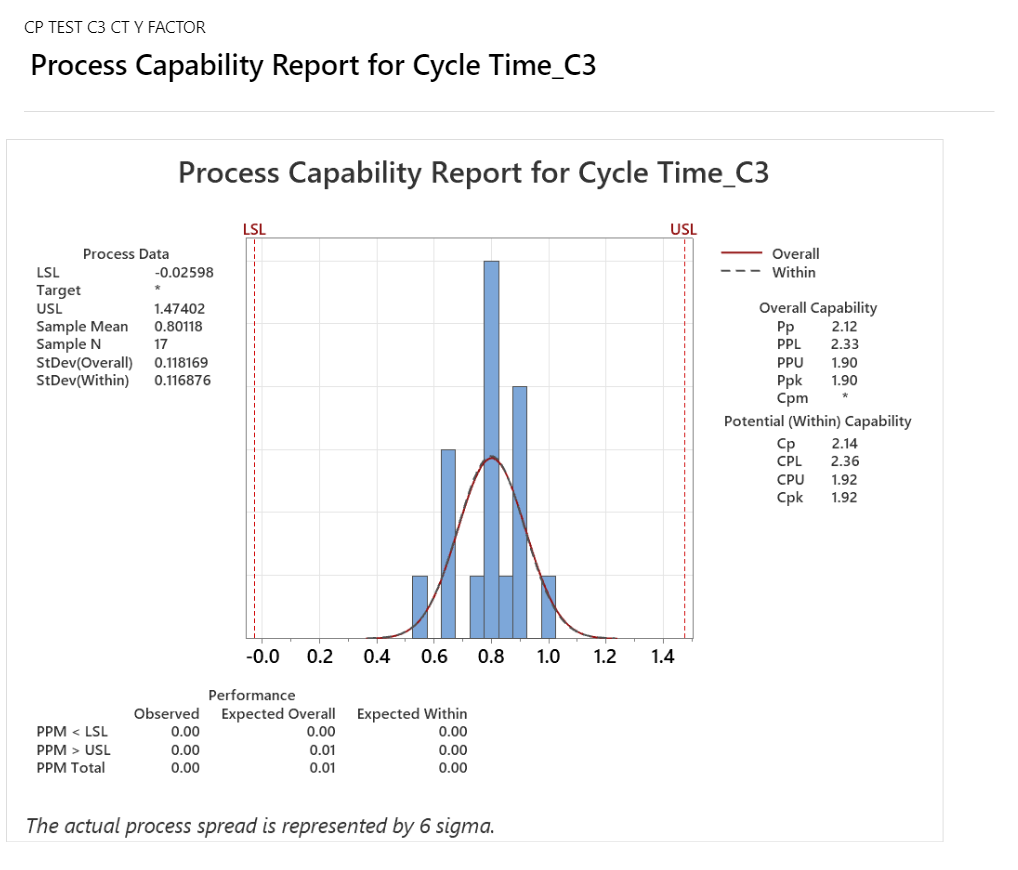 CP TEST C3 CT Y FACTOR
Process Capability Report for Cycle Time_C3
Process Capability Report for Cycle Time_C3
LSL USL
Process Data
LSL -0.02598
Target *
USL 1.47402
Sample Mean 0.80118
Sample N 17
StDev(Overall) 0.118169
StDev(Within) 0.116876
Overall
Within
Overall Capability
Pp 2.12
PPL 2.33
PPU 1.90
Ppk 1.90
Cpm *
Potential (Within) Capability
Cp 2.14
CPL 2.36
CPU 1.92
Cpk 1.92
-0.0 0.2 0.4 0.6 0.8 1.0 1.2 1.4
Performance
Observed Expected Overall Expected Within
PPM < LSL 0.00 0.00 0.00
PPM > USL 0.00 0.01 0.00
PPM Total 0.00 0.01 0.00
The actual process spread is represented by 6 sigma.